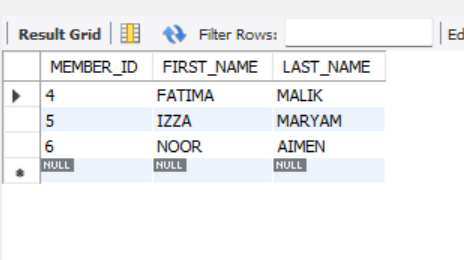 Result Grid Filter Rows: Ed
MEMBER_ID FIRST_NAME LAST_NAME
4 FATIMA MALIK
5 IZZA MARYAM
6 NOOR AIMEN
NULL NULL NULL